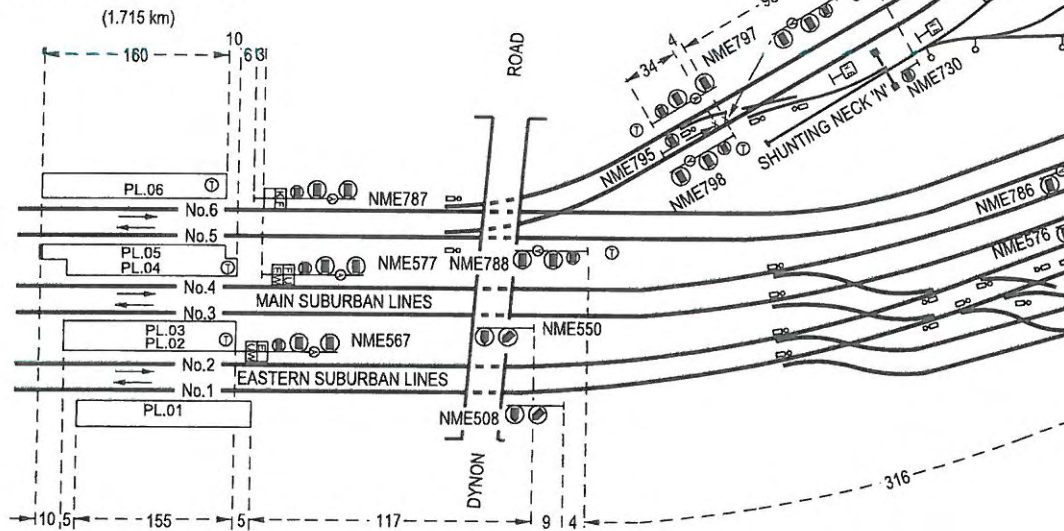 (1.715 km)
160
10
6
3
ROAD
34
4
NME797
NME795
NME798
SHUNTING NECK 'N'
NME730
PL.06
T
NME787
No.6
No.5
PL.05
PL.04
T
NME577
NME788
T
NME786
NME576
No.4
MAIN SUBURBAN LINES
No.3
PL.03
PL.02
T
NME567
NME550
No.2
EASTERN SUBURBAN LINES
No.1
PL.01
NME508
DYNON
316
10
5
155
5
117
9
4